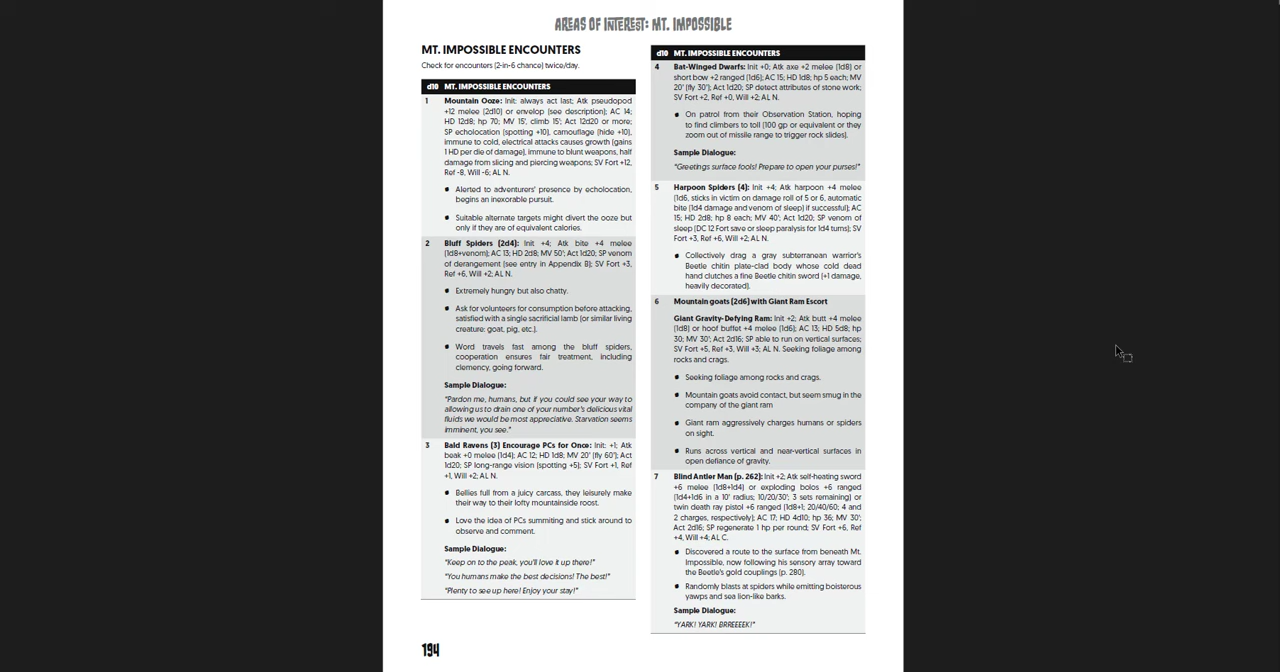 AREAS OF INTEREST: MT. IMPOSSIBLE
MT. IMPOSSIBLE ENCOUNTERS
Check for encounters (2-in-6 chance) twice/day.
d10 MT. IMPOSSIBLE ENCOUNTERS
1 Mountain Ooze: Init: always act last; Atk pseudopod
+12 melee (2d10) or envelop (see description); AC 14;
HD 12d8; hp 70; MV 15', climb 15'; Act 12d20 or more;
SP echolocation (spotting +10), camouflage (hide +10),
immune to cold, electrical attacks causes growth (gains
1 HD per die of damage), immune to blunt weapons, half
damage from slicing and piercing weapons; SV Fort +12,
Ref -8, Will -6; AL N.
● Alerted to adventurers' presence by echolocation,
begins an inexorable pursuit.
● Suitable alternate targets might divert the ooze but
only if they are of equivalent calories.
2 Bluff Spiders (2d4): Init +4; Atk bite +4 melee
(1d8+venom); AC 13; HD 2d8; MV 50'; Act 1d20; SP venom
of derangement (see entry in Appendix B); SV Fort +3,
Ref +6, Will +2; AL N.
● Extremely hungry but also chatty.
● Ask for volunteers for consumption before attacking,
satisfied with a single sacrificial lamb (or similar living
creature: goat, pig, etc.).
● Word travels fast among the bluff spiders,
cooperation ensures fair treatment, including
clemency, going forward.
Sample Dialogue:
"Pardon me, humans, but if you could see your way to
allowing us to drain one of your number's delicious vital
fluids we would be most appreciative. Starvation seems
imminent, you see."
3 Bald Ravens (3) Encourage PCs for Once: Init: +1; Atk
beak +0 melee (1d4); AC 12; HD 1d8; MV 20' (fly 60'); Act
1d20; SP long-range vision (spotting +5); SV Fort +1, Ref
+1, Will +2; AL N.
● Bellies full from a juicy carcass, they leisurely make
their way to their lofty mountainside roost.
● Love the idea of PCs summiting and stick around to
observe and comment.
Sample Dialogue:
"Keep on to the peak, you'll love it up there!"
"You humans make the best decisions! The best!"
"Plenty to see up here! Enjoy your stay!"
d10 MT. IMPOSSIBLE ENCOUNTERS
4 Bat-Winged Dwarfs: Init +0; Atk axe +2 melee (1d8) or
short bow +2 ranged (1d6); AC 15; HD 1d8; hp 5 each; MV
20' (fly 30'); Act 1d20; SP detect attributes of stone work;
SV Fort +2, Ref +0, Will +2; AL N.
● On patrol from their Observation Station, hoping
to find climbers to toll (100 gp or equivalent or they
zoom out of missile range to trigger rock slides).
Sample Dialogue:
"Greetings surface fools! Prepare to open your purses!"
5 Harpoon Spiders (4): Init +4; Atk harpoon +4 melee
(1d6, sticks in victim on damage roll of 5 or 6, automatic
bite (1d4 damage and venom of sleep) if successful); AC
15; HD 2d8; hp 8 each; MV 40'; Act 1d20; SP venom of
sleep (DC 12 Fort save or sleep paralysis for 1d4 turns); SV
Fort +3, Ref +6, Will +2; AL N.
● Collectively drag a gray subterranean warrior's
Beetle chitin plate-clad body whose cold dead
hand clutches a fine Beetle chitin sword (+1 damage,
heavily decorated).
6 Mountain goats (2d6) with Giant Ram Escort
Giant Gravity-Defying Ram: Init +2; Atk butt +4 melee
(1d8) or hoof buffet +4 melee (1d6); AC 13; HD 5d8; hp
30; MV 30'; Act 2d16; SP able to run on vertical surfaces;
SV Fort +5, Ref +3, Will +3; AL N. Seeking foliage among
rocks and crags.
● Seeking foliage among rocks and crags.
● Mountain goats avoid contact, but seem smug in the
company of the giant ram
● Giant ram aggressively charges humans or spiders
on sight.
● Runs across vertical and near-vertical surfaces in
open defiance of gravity.
7 Blind Antler Man (p. 262): Init +2; Atk self-heating sword
+6 melee (1d8+1d4) or exploding bolos +6 ranged
(1d4+1d6 in a 10' radius; 10/20/30'; 3 sets remaining) or
twin death ray pistol +6 ranged (1d8+1; 20/40/60; 4 and
2 charges, respectively); AC 17; HD 4d10; hp 36; MV 30';
Act 2d16; SP regenerate 1 hp per round; SV Fort +6, Ref
+4, Will +4; AL C.
● Discovered a route to the surface from beneath Mt.
Impossible, now following his sensory array toward
the Beetle's gold couplings (p. 280).
● Randomly blasts at spiders while emitting boisterous
yawps and sea lion-like barks.
Sample Dialogue:
"YARK! YARK! BRREEEEK!"
194